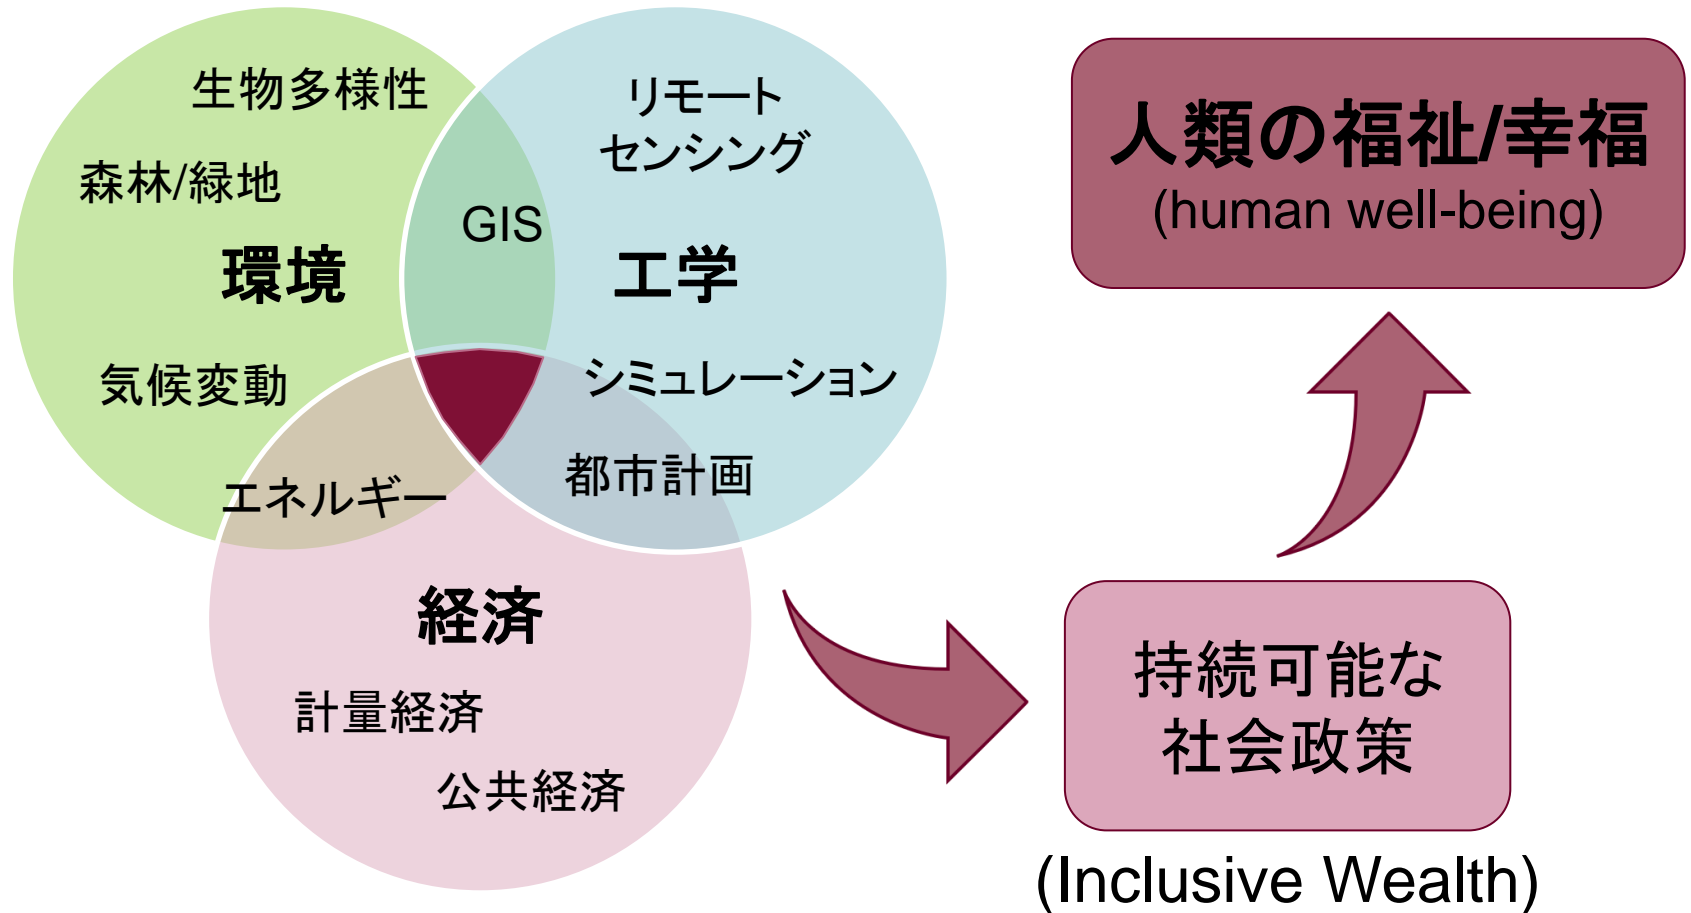 生物多様性
森林/緑地
環境
気候変動
リモート
センシング
GIS
工学
シミュレーション
都市計画
エネルギー
経済
計量経済
公共経済
人類の福祉/幸福
(human well-being)
持続可能な
社会政策
(Inclusive Wealth)